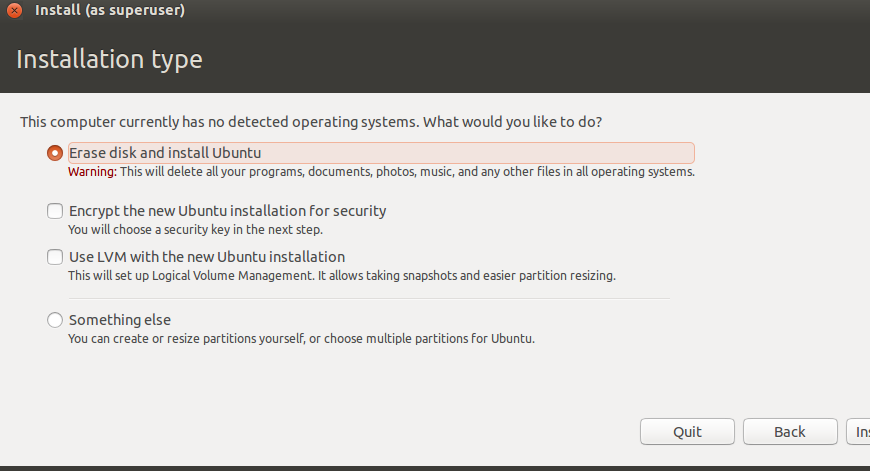 Install (as superuser)
Installation type
This computer currently has no detected operating systems. What would you like to do?
Erase disk and install Ubuntu
Warning: This will delete all your programs, documents, photos, music, and any other files in all operating systems.
Encrypt the new Ubuntu installation for security
You will choose a security key in the next step.
Use LVM with the new Ubuntu installation
This will set up Logical Volume Management. It allows taking snapshots and easier partition resizing.
Something else
You can create or resize partitions yourself, or choose multiple partitions for Ubuntu.
Quit Back